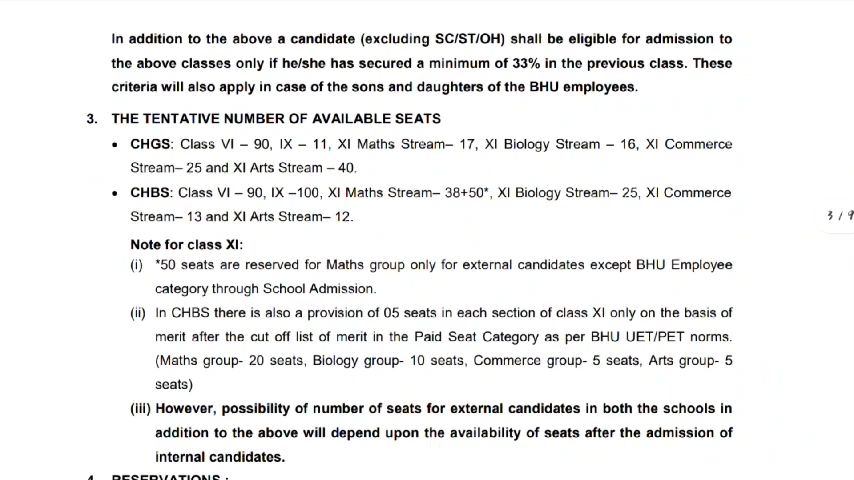 In addition to the above a candidate (excluding SC/ST/OH) shall be eligible for admission to
the above classes only if he/she has secured a minimum of 33% in the previous class. These
criteria will also apply in case of the sons and daughters of the BHU employees.
3. THE TENTATIVE NUMBER OF AVAILABLE SEATS
• CHGS: Class VI – 90, IX – 11, XI Maths Stream– 17, XI Biology Stream – 16, XI Commerce
Stream– 25 and XI Arts Stream – 40.
• CHBS: Class VI – 90, IX –100, XI Maths Stream– 38+50*, XI Biology Stream– 25, XI Commerce
Stream– 13 and XI Arts Stream– 12.
3 / 9
Note for class XI:
(i) *50 seats are reserved for Maths group only for external candidates except BHU Employee
category through School Admission.
(ii) In CHBS there is also a provision of 05 seats in each section of class XI only on the basis of
merit after the cut off list of merit in the Paid Seat Category as per BHU UET/PET norms.
(Maths group- 20 seats, Biology group- 10 seats, Commerce group- 5 seats, Arts group- 5
seats)
(iii) However, possibility of number of seats for external candidates in both the schools in
addition to the above will depend upon the availability of seats after the admission of
internal candidates.
4. RESERVATIONS :